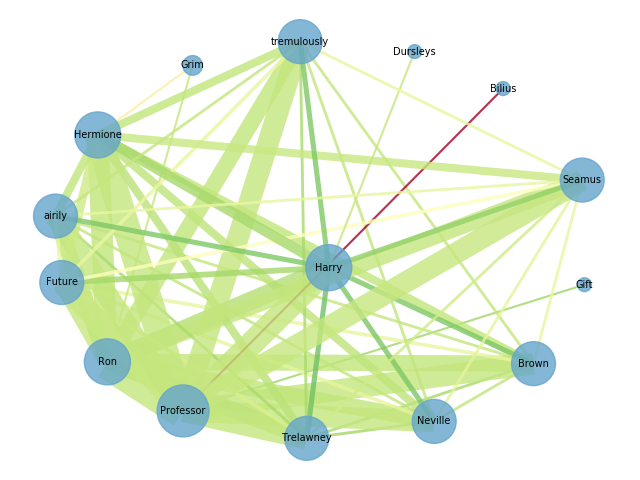 tremulously
Dursleys
Grim
Bilius
Hermione
Seamus
airily
Harry
Future
Gift
Ron
Brown
Professor
Neville
Trelawney